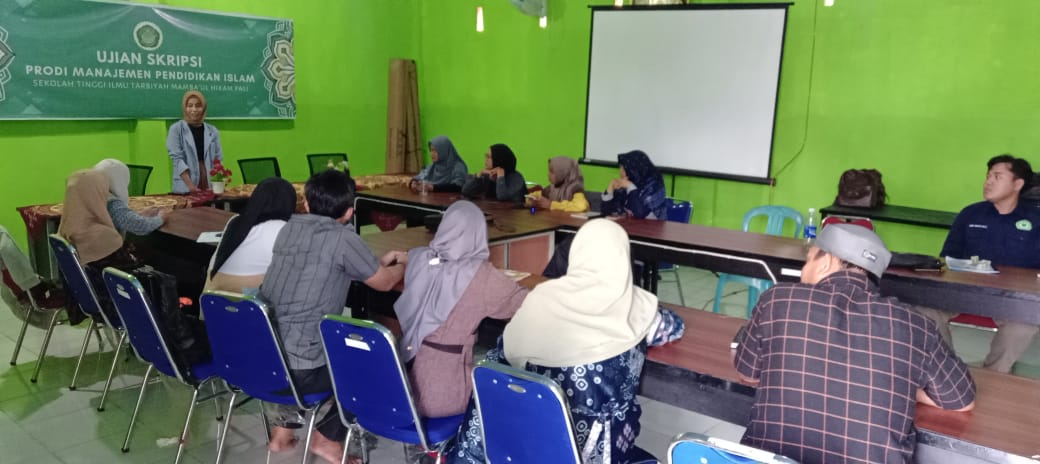 UJIAN SKRIPSI
PRODI MANAJEMEN PENDIDIKAN ISLAM
SEKOLAH TINGGI ILMU TARBIYAH MAMBA'UL HIKAM PALI